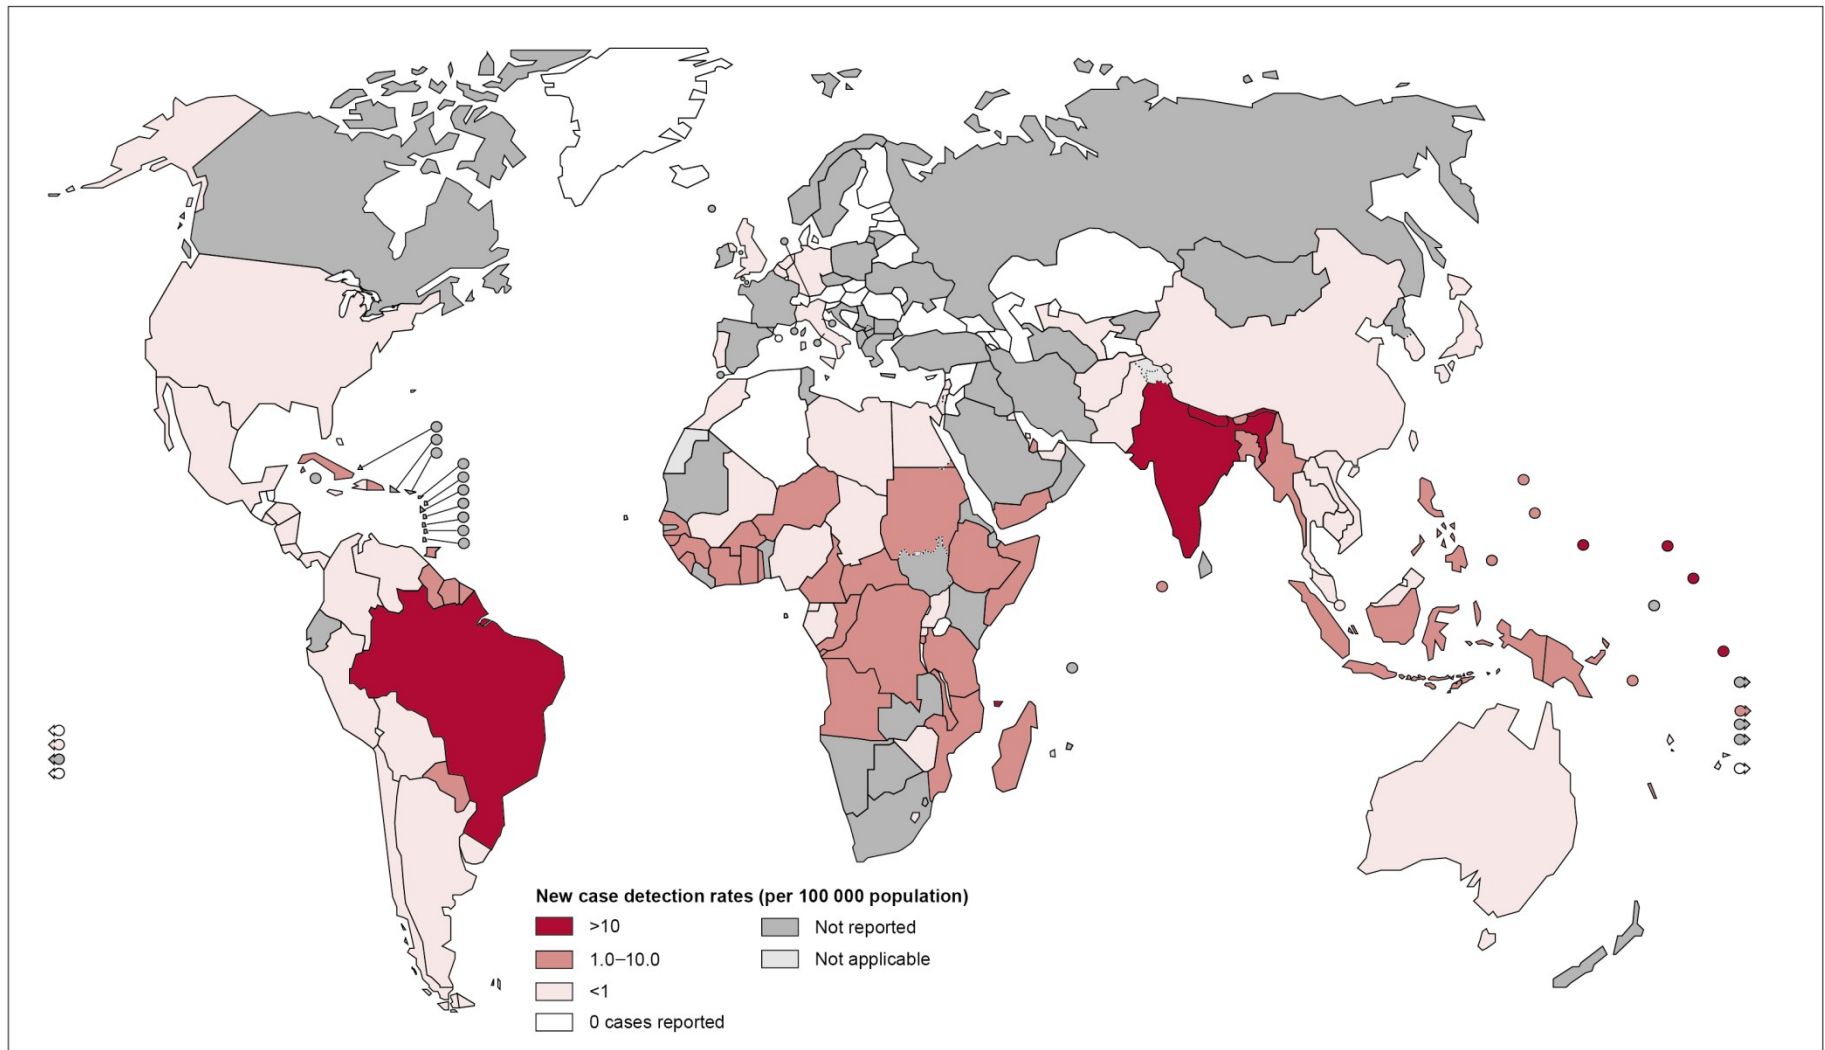 New case detection rates (per 100 000 population)
>10
Not reported
1.0–10.0
Not applicable
<1
0 cases reported